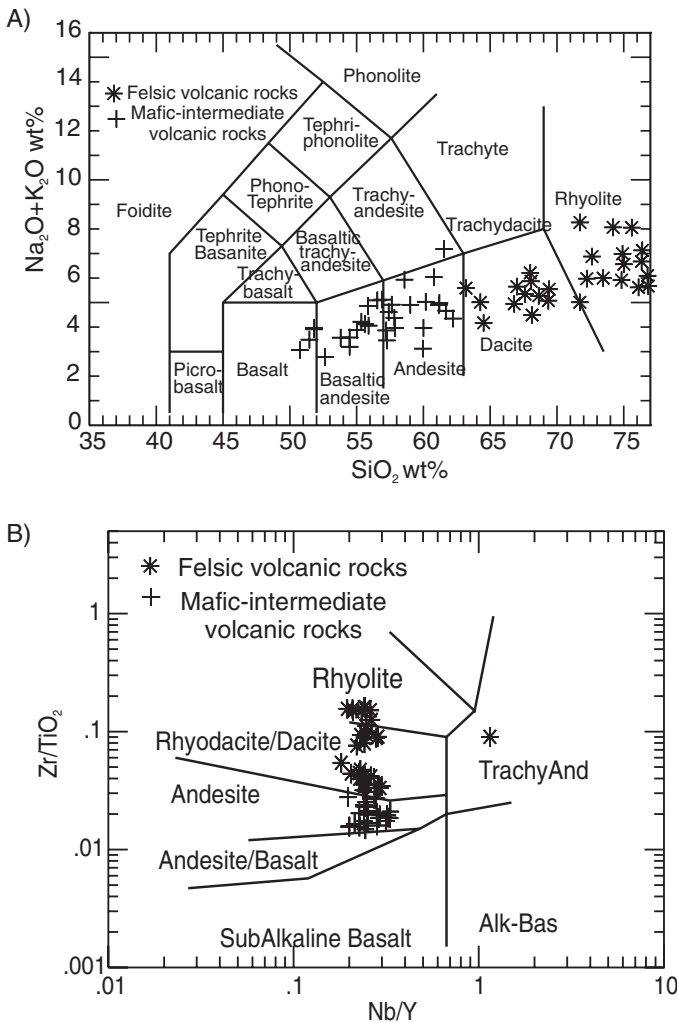 A)
16
14
12
10
8
6
4
2
0
Na₂O+K₂O wt%
Felsic volcanic rocks
Mafic-intermediate
volcanic rocks
Phonolite
Tephri-
phonolite
Trachyte
Foidite
Phono-
Tephrite
Trachy-
andesite
Trachydacite
Rhyolite
Tephrite
Basanite
Basaltic
trachy-
andesite
Trachy-
basalt
Picro-
basalt
Basalt
Basaltic
andesite
Andesite
Dacite
35 40 45 50 55 60 65 70 75
SiO₂ wt%
B)
Felsic volcanic rocks
Mafic-intermediate
volcanic rocks
1
.1
.01
.001
Zr/TiO₂
Rhyolite
Rhyodacite/Dacite
TrachyAnd
Andesite
Andesite/Basalt
SubAlkaline Basalt
Alk-Bas
.01 .1 1 10
Nb/Y